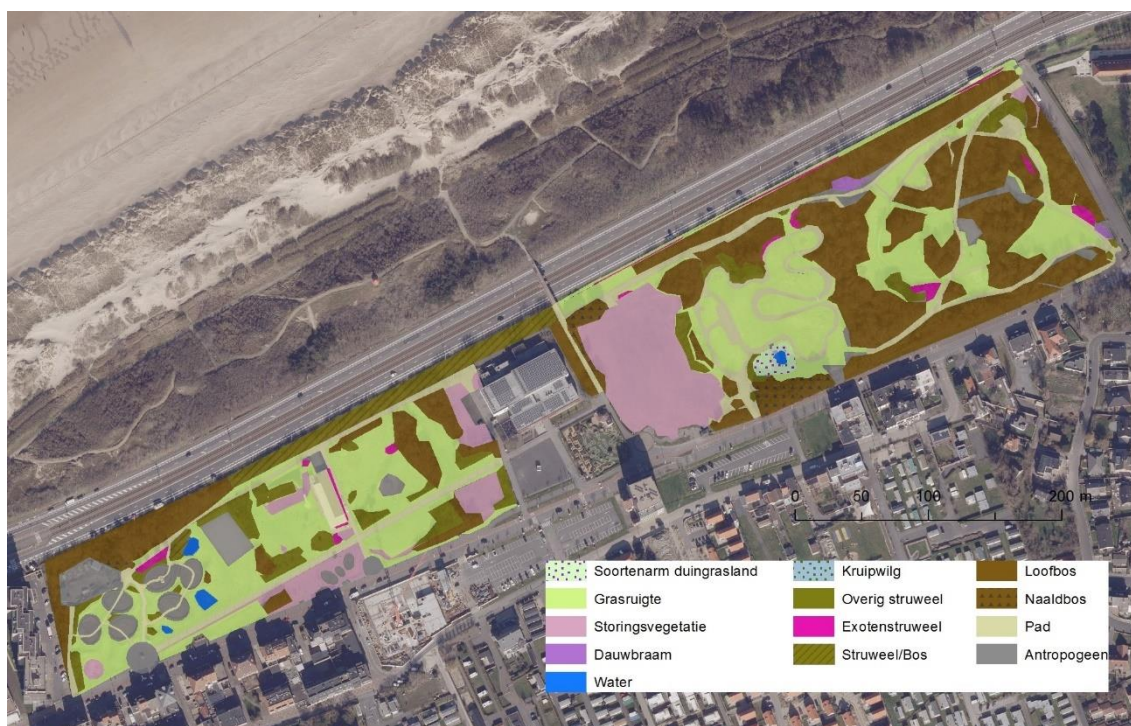 0 50 100 200 m
Soortenarm duingrasland Kruipwilg Loofbos
Grasruigte Overig struweel Naaldbos
Storingsvegetatie Exotenstruweel Pad
Dauwbraam Struweel/Bos Antropogeen
Water